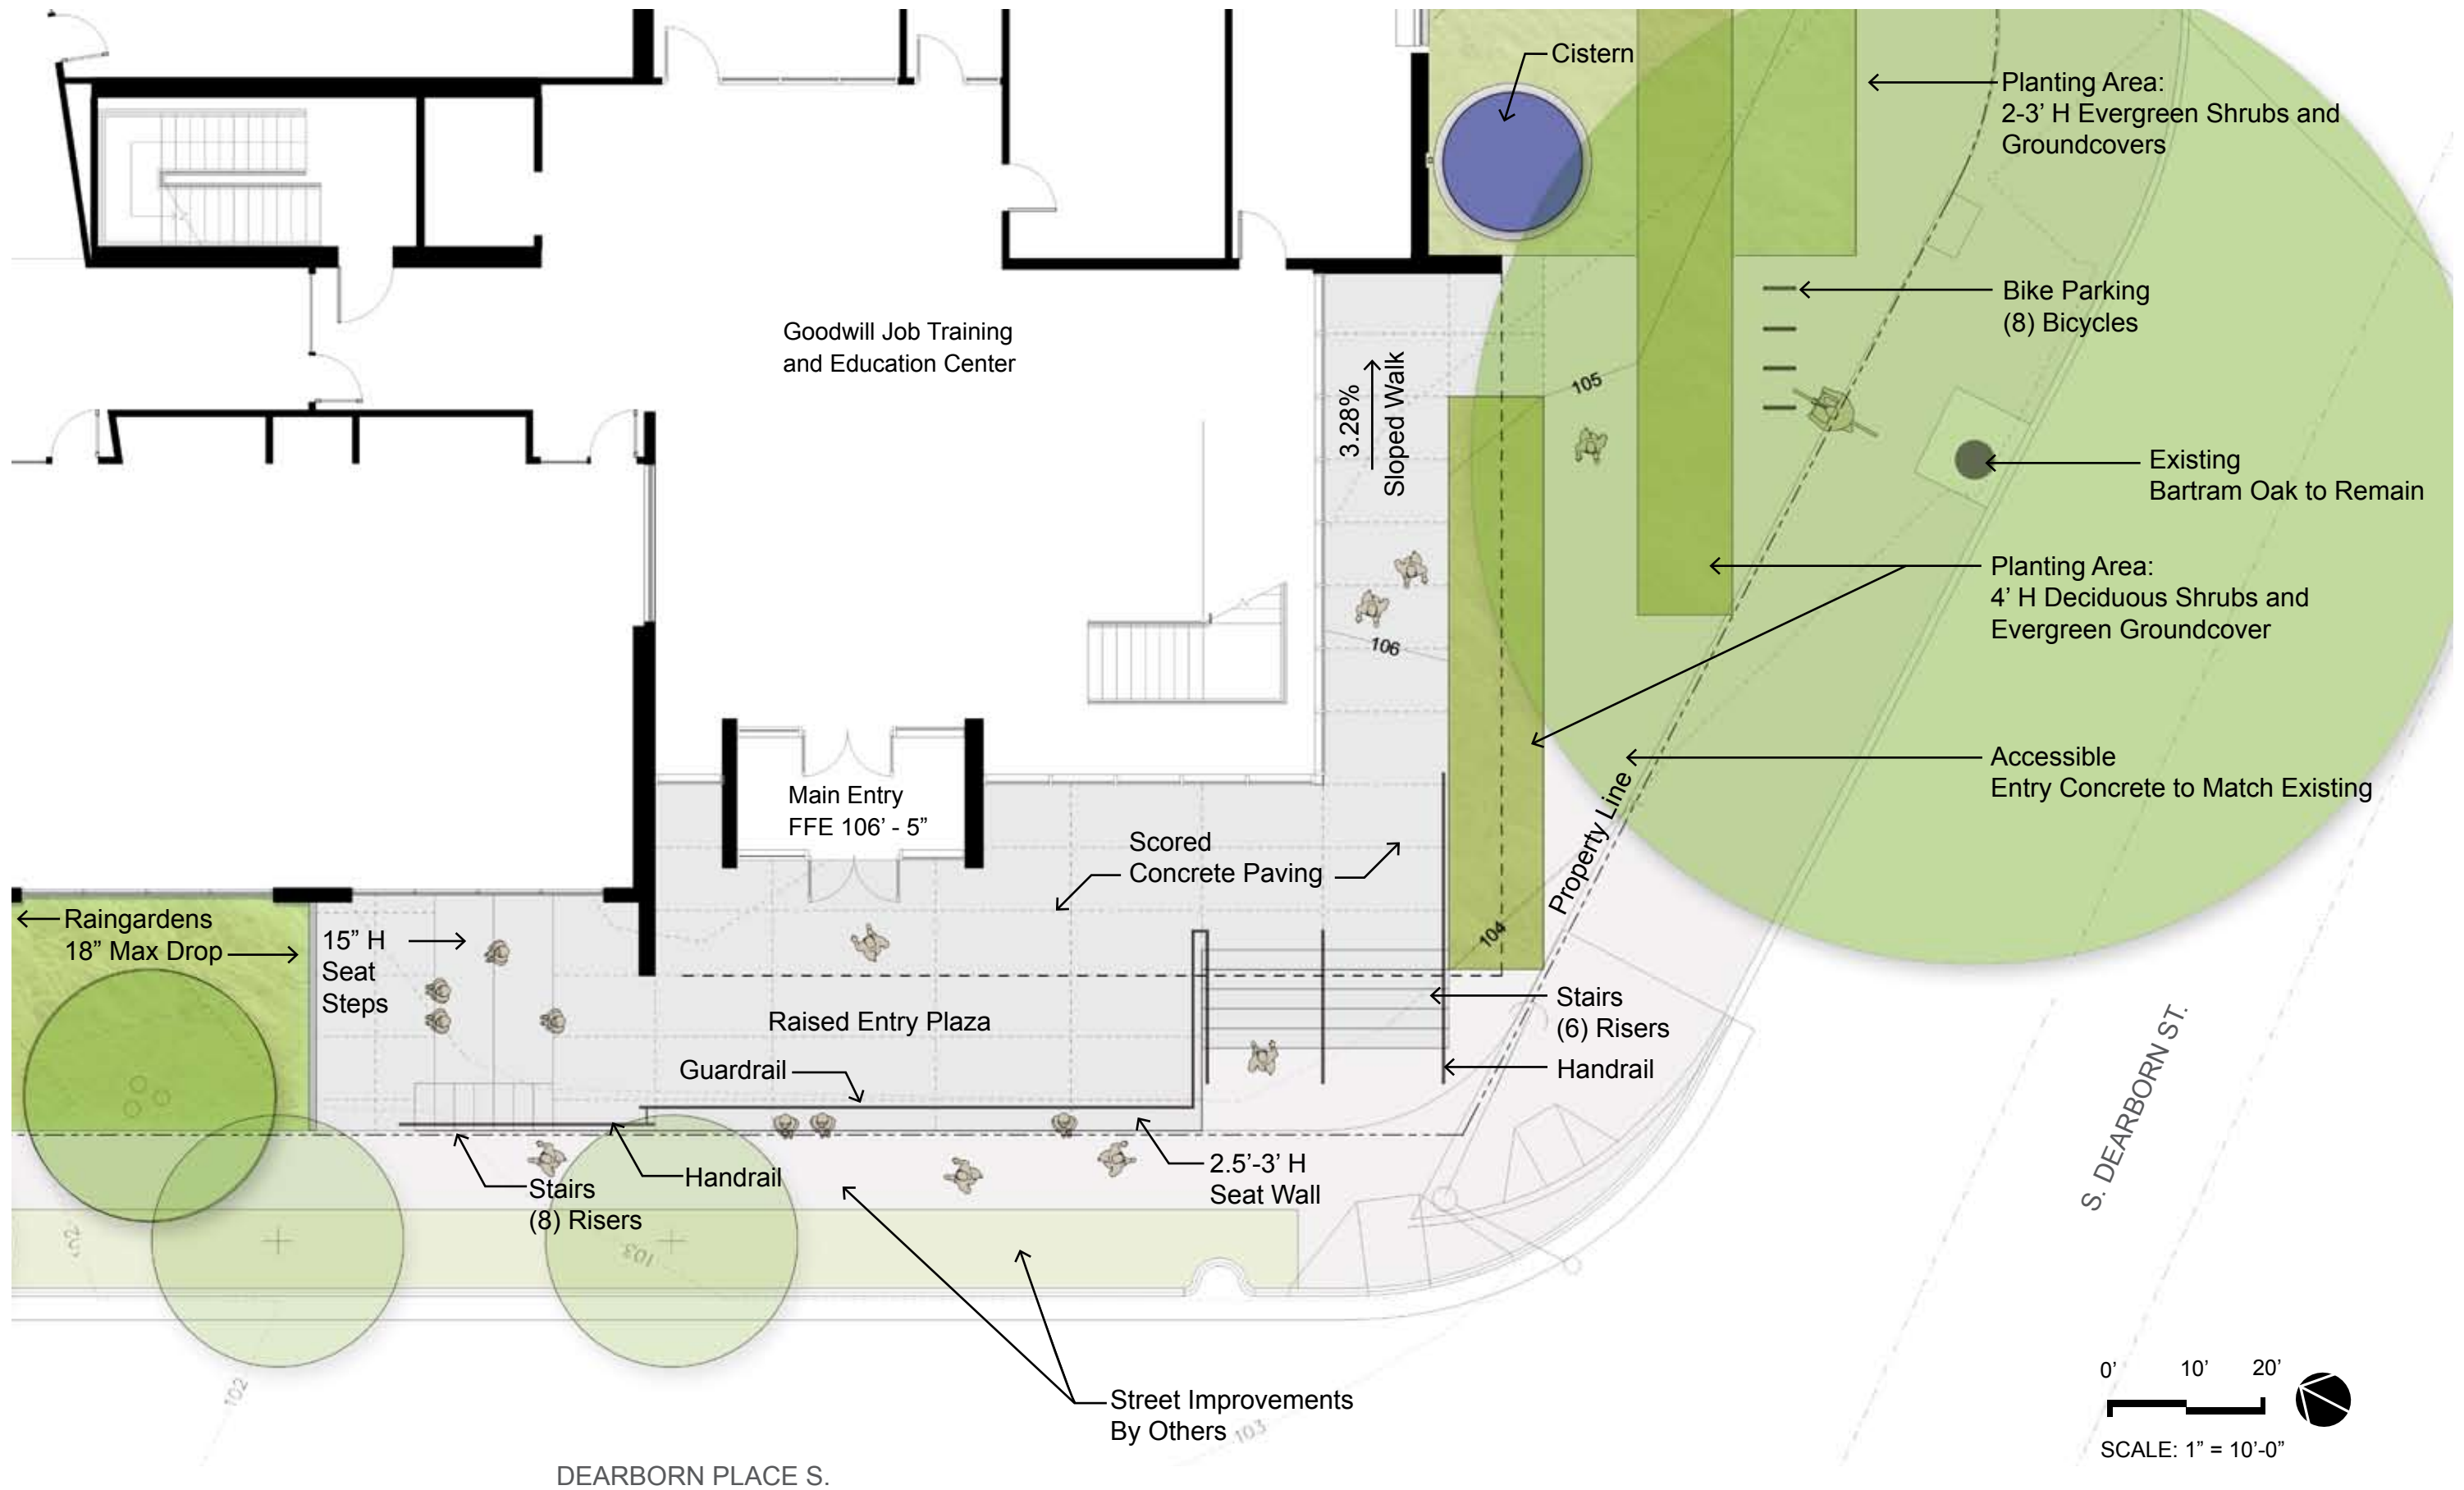 Cistern
Planting Area:
2-3’ H Evergreen Shrubs and
Groundcovers
Bike Parking
(8) Bicycles
Goodwill Job Training
and Education Center
3.28%
Sloped Walk
105
Existing
Bartram Oak to Remain
Planting Area:
4’ H Deciduous Shrubs and
Evergreen Groundcover
106
Accessible
Entry Concrete to Match Existing
Property Line
Main Entry
FFE 106’ - 5”
Scored
Concrete Paving
Raingardens
18” Max Drop
15” H
Seat
Steps
104
Raised Entry Plaza
Stairs
(6) Risers
Guardrail
Handrail
S. DEARBORN ST.
Handrail
2.5’-3’ H
Seat Wall
Stairs
(8) Risers
102
103
102
Street Improvements
By Others
103
0’ 10’ 20’
SCALE: 1” = 10’-0”
DEARBORN PLACE S.